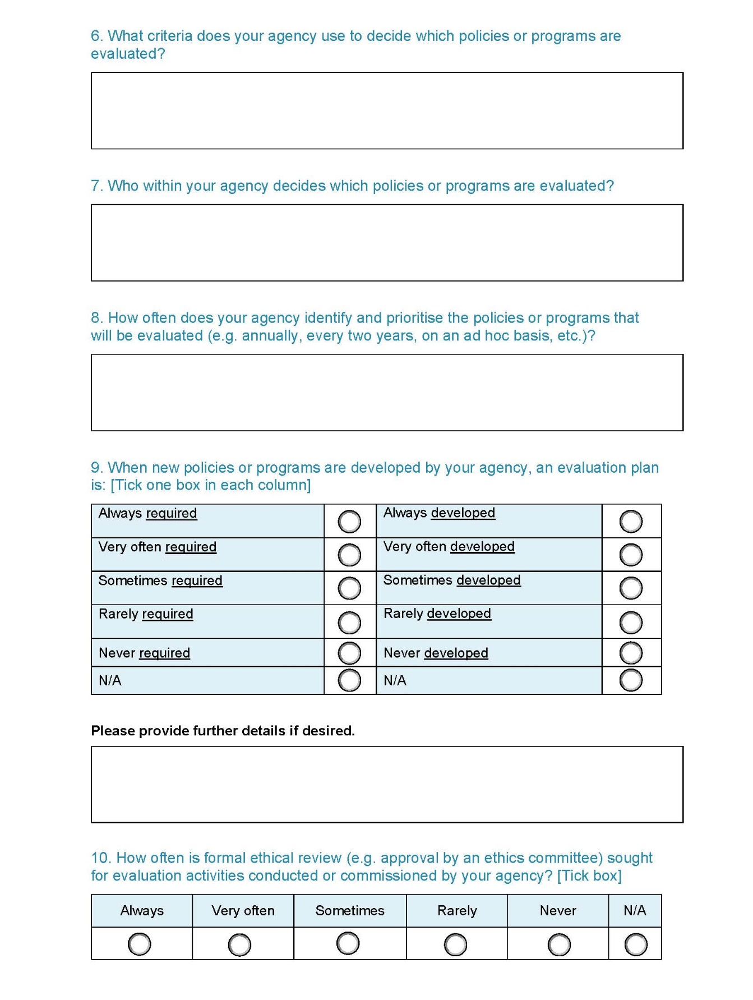 6. What criteria does your agency use to decide which policies or programs are
evaluated?
7. Who within your agency decides which policies or programs are evaluated?
8. How often does your agency identify and prioritise the policies or programs that
will be evaluated (e.g. annually, every two years, on an ad hoc basis, etc.)?
9. When new policies or programs are developed by your agency, an evaluation plan
is: [Tick one box in each column]
Always required Always developed
Very often required Very often developed
Sometimes required Sometimes developed
Rarely required Rarely developed
Never required Never developed
N/A N/A
Please provide further details if desired.
10. How often is formal ethical review (e.g. approval by an ethics committee) sought
for evaluation activities conducted or commissioned by your agency? [Tick box]
Always Very often Sometimes Rarely Never N/A